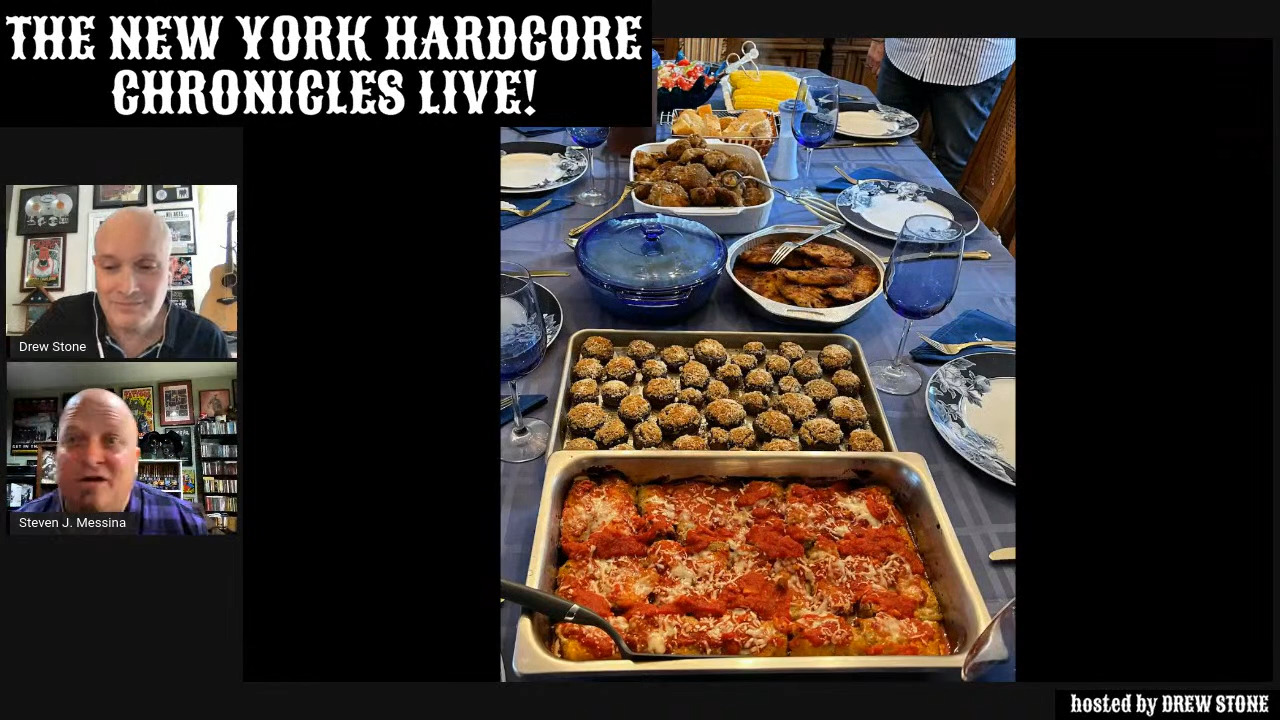 THE NEW YORK HARDCORE
CHRONICLES LIVE!
Drew Stone
Steven J. Messina
hosted by DREW STONE